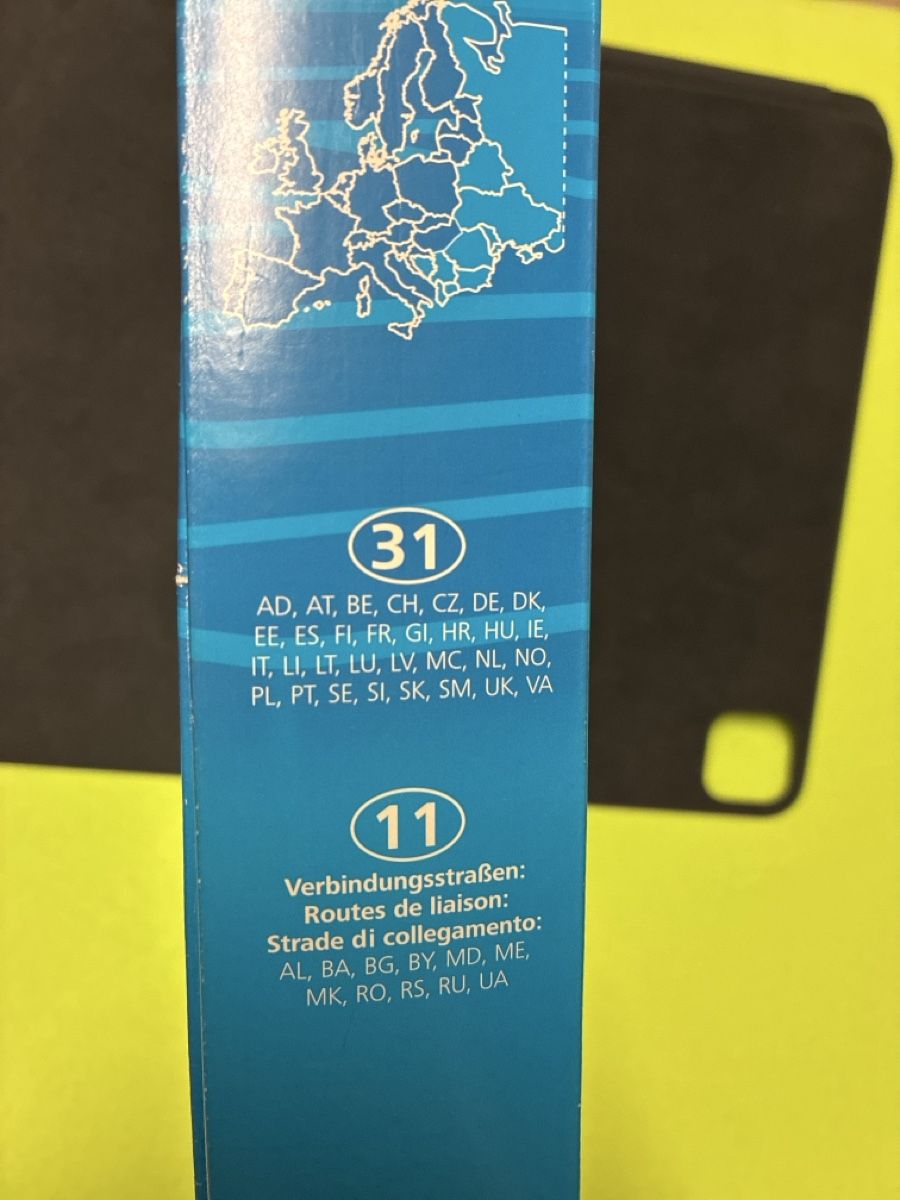 31
AD, AT, BE, CH, CZ, DE, DK,
EE, ES, FI, FR, GI, HR, HU, IE,
IT, LI, LT, LU, LV, MC, NL, NO,
PL, PT, SE, SI, SK, SM, UK, VA
11
Verbindungsstraßen:
Routes de liaison:
Strade di collegamento:
AL, BA, BG, BY, MD, ME,
MK, RO, RS, RU, UA